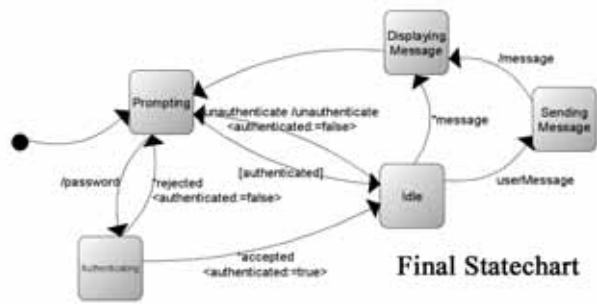 Displaying
Message
/message
Prompting
unauthenticate /unauthenticate
<authenticated:=false>
Sending
Message
^message
[authenticated]
/password
^rejected
<authenticated:=false>
Idle
userMessage
Authenticating
^accepted
<authenticated:=true>
Final Statechart